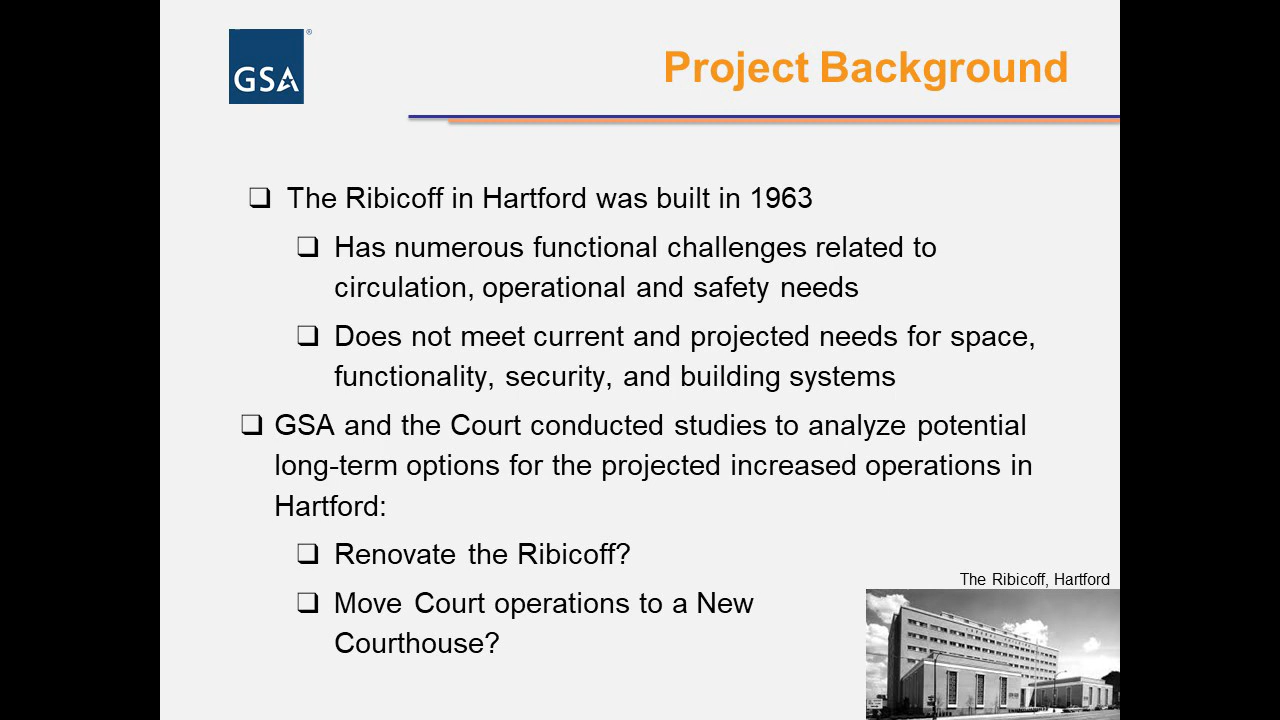 GSA
®
Project Background
❑ The Ribicoff in Hartford was built in 1963
❑ Has numerous functional challenges related to
circulation, operational and safety needs
❑ Does not meet current and projected needs for space,
functionality, security, and building systems
❑ GSA and the Court conducted studies to analyze potential
long-term options for the projected increased operations in
Hartford:
❑ Renovate the Ribicoff?
❑ Move Court operations to a New
Courthouse?
The Ribicoff, Hartford